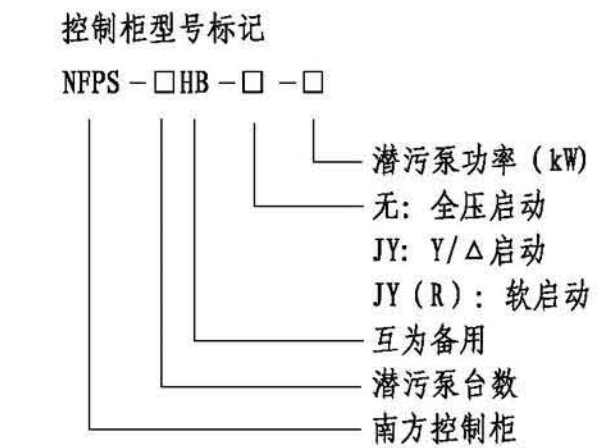 控制柜型号标记
NFPS－□HB－□－□
潜污泵功率（kW）
无：全压启动
JY：Y/△启动
JY（R）：软启动
互为备用
潜污泵台数
南方控制柜